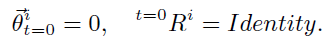 $\vec{\theta}^{i}_{t=0} = 0, \quad {}^{t=0}R^{i} = Identity.$